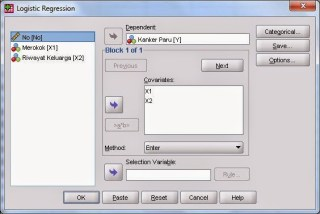 Logistic Regression
No [No]
Merokok [X1]
Riwayat Keluarga [X2]
Dependent:
Kanker Paru [Y]
Block 1 of 1
Previous
Next
Covariates:
X1
X2
>a*b>
Method:
Enter
Selection Variable:
Rule...
Categorical...
Save...
Options...
OK
Paste
Reset
Cancel
Help